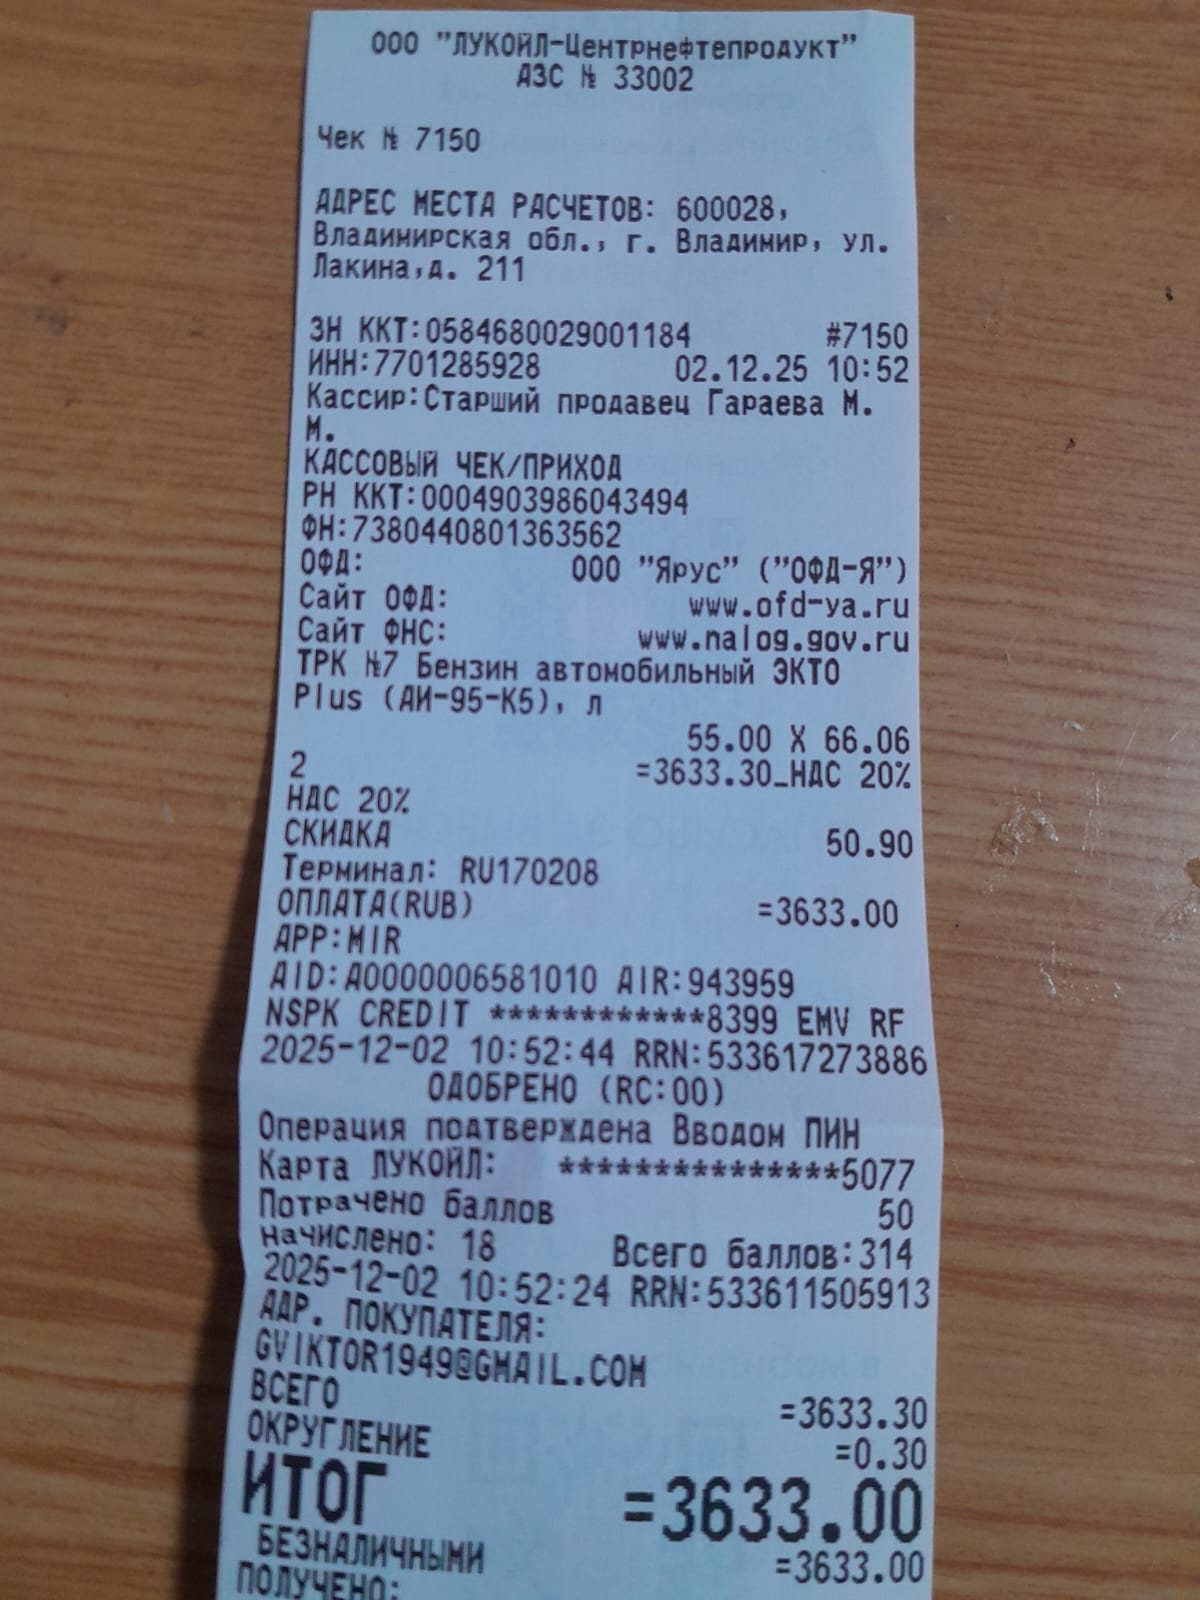 ООО "ЛУКОЙЛ-Центрнефтепродукт"
АЗС № 33002
Чек № 7150
АДРЕС МЕСТА РАСЧЕТОВ: 600028,
Владимирская обл., г. Владимир, ул.
Лакина,д. 211
ЗН ККТ:0584680029001184 #7150
ИНН:7701285928 02.12.25 10:52
Кассир:Старший продавец Гараева М.
М.
КАССОВЫЙ ЧЕК/ПРИХОД
РН ККТ:0004903986043494
ФН:7380440801363562
ОФД: ООО "Ярус" ("ОФД-Я")
Сайт ОФД: www.ofd-ya.ru
Сайт ФНС: www.nalog.gov.ru
ТРК №7 Бензин автомобильный ЭКТО
Plus (АИ-95-К5), л
55.00 X 66.06
2 =3633.30_НДС 20%
НДС 20%
СКИДКА 50.90
Терминал: RU170208
ОПЛАТА(RUB) =3633.00
APP:MIR
AID:A0000006581010 AIR:943959
NSPK CREDIT ************8399 EMV RF
2025-12-02 10:52:44 RRN:533617273886
ОДОБРЕНО (RC:00)
Операция подтверждена Вводом ПИН
Карта ЛУКОЙЛ: ***************5077
Потрачено баллов 50
Начислено: 18 Всего баллов:314
2025-12-02 10:52:24 RRN:533611505913
АДР. ПОКУПАТЕЛЯ:
GVIKTOR1949@GMAIL.COM
ВСЕГО =3633.30
ОКРУГЛЕНИЕ =0.30
ИТОГ =3633.00
БЕЗНАЛИЧНЫМИ =3633.00
ПОЛУЧЕНО: